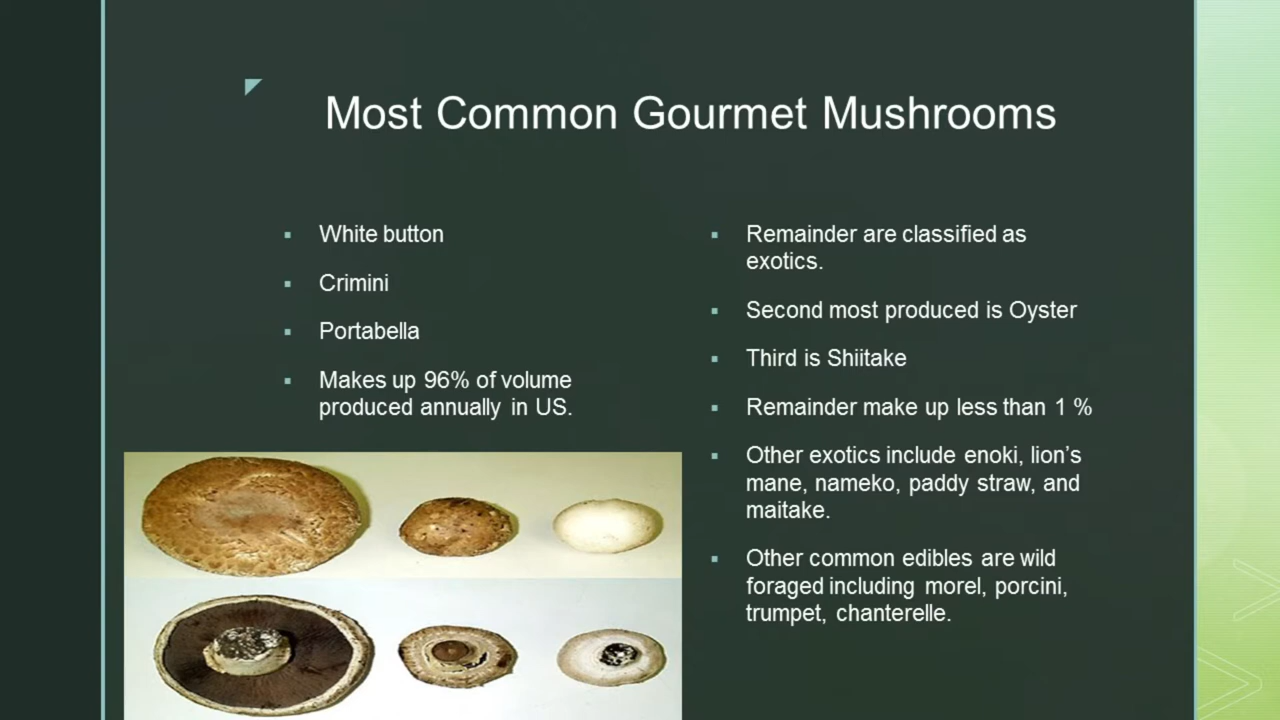 Most Common Gourmet Mushrooms
▪ White button
▪ Crimini
▪ Portabella
▪ Makes up 96% of volume
produced annually in US.
▪ Remainder are classified as
exotics.
▪ Second most produced is Oyster
▪ Third is Shiitake
▪ Remainder make up less than 1 %
▪ Other exotics include enoki, lion’s
mane, nameko, paddy straw, and
maitake.
▪ Other common edibles are wild
foraged including morel, porcini,
trumpet, chanterelle.